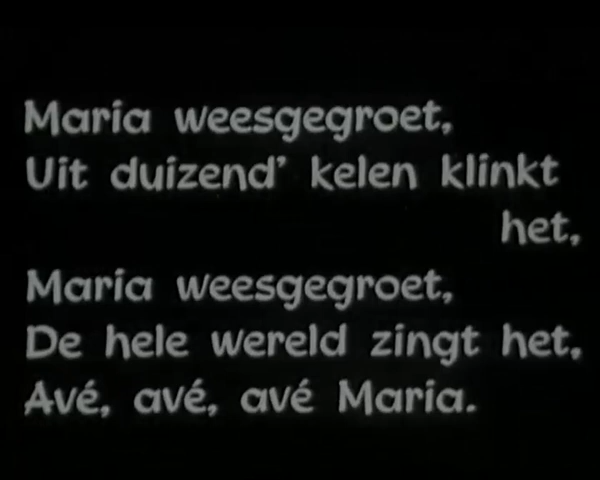 Maria weesgegroet,
Uit duizend’ kelen klinkt
het,
Maria weesgegroet,
De hele wereld zingt het,
Avé, avé, avé Maria.